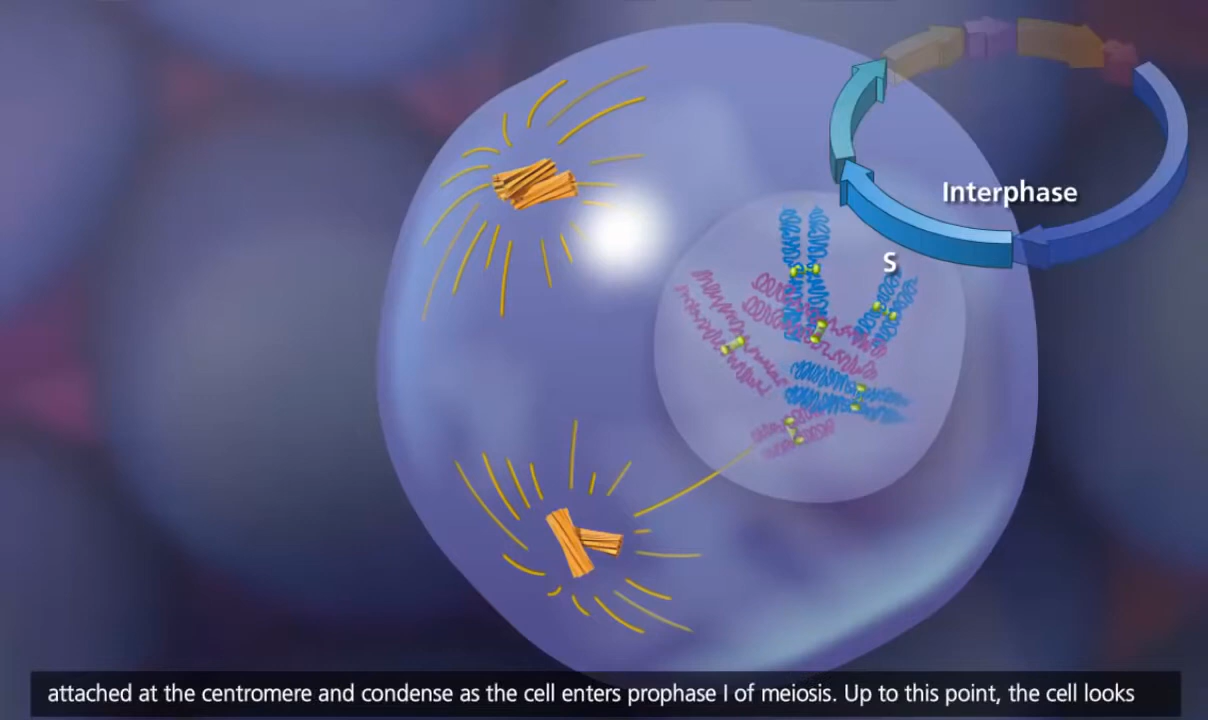 Interphase
S
attached at the centromere and condense as the cell enters prophase I of meiosis. Up to this point, the cell looks